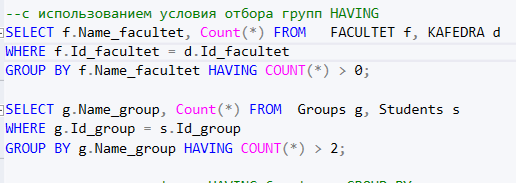 --с использованием условия отбора групп HAVING
SELECT f.Name_facultet, Count(*) FROM   FACULTET f, KAFEDRA d
WHERE f.Id_facultet = d.Id_facultet
GROUP BY f.Name_facultet HAVING COUNT(*) > 0;
SELECT g.Name_group, Count(*) FROM  Groups g, Students s
WHERE g.Id_group = s.Id_group
GROUP BY g.Name_group HAVING COUNT(*) > 2;